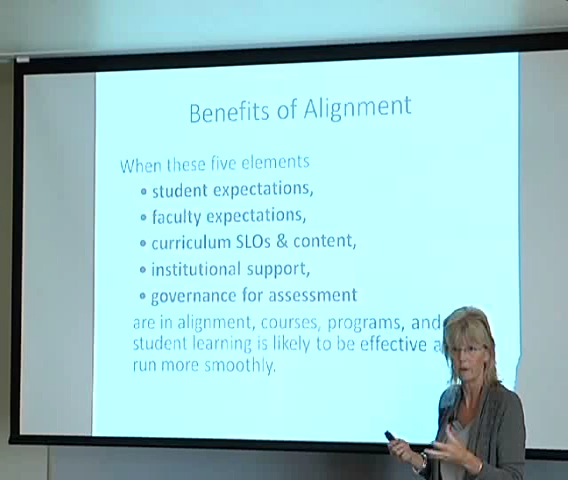 Benefits of Alignment
When these five elements
• student expectations,
• faculty expectations,
• curriculum SLOs & content,
• institutional support,
• governance for assessment
are in alignment, courses, programs, and
student learning is likely to be effective a
run more smoothly.